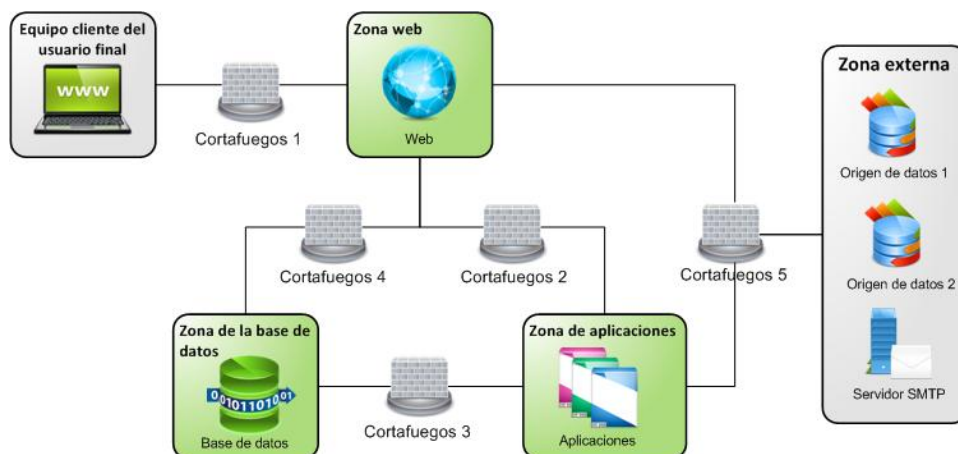 Equipo cliente del
usuario final
www
Cortafuegos 1
Zona web
Web
Zona externa
Origen de datos 1
Origen de datos 2
Servidor SMTP
Cortafuegos 4
Cortafuegos 2
Cortafuegos 5
Zona de la base de
datos
0101101001
Base de datos
Cortafuegos 3
Zona de aplicaciones
Aplicaciones